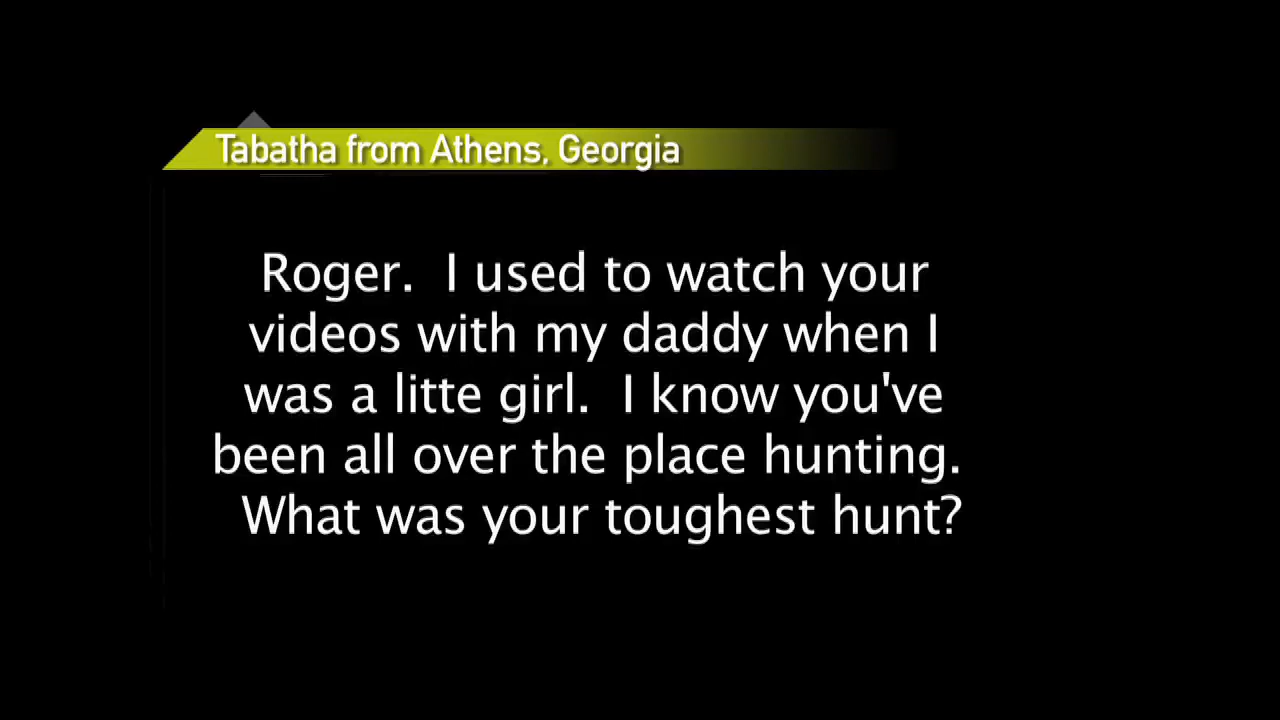 Tabatha from Athens, Georgia
Roger.  I used to watch your
videos with my daddy when I
was a litte girl.  I know you've
been all over the place hunting.
What was your toughest hunt?